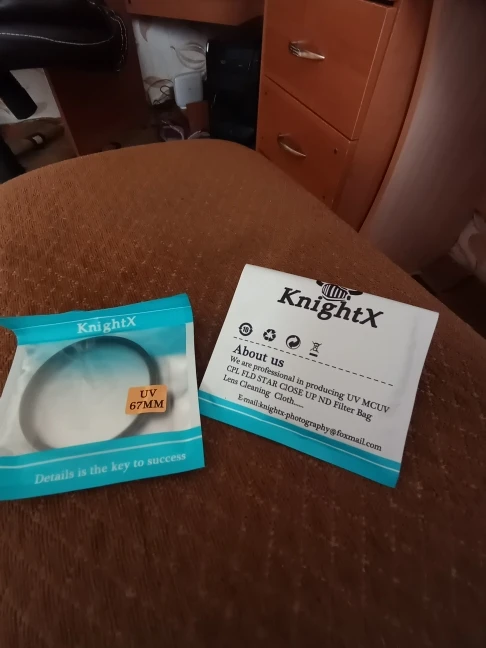 KnightX
UV
67MM
Details is the key to success
KnightX
About us
We are professional in producing UV MCUV
CPL FLD STAR ClOSE UP ND Filter Bag
Lens Cleaning Cloth.....
E-mail:knightx-photography@foxmail.com